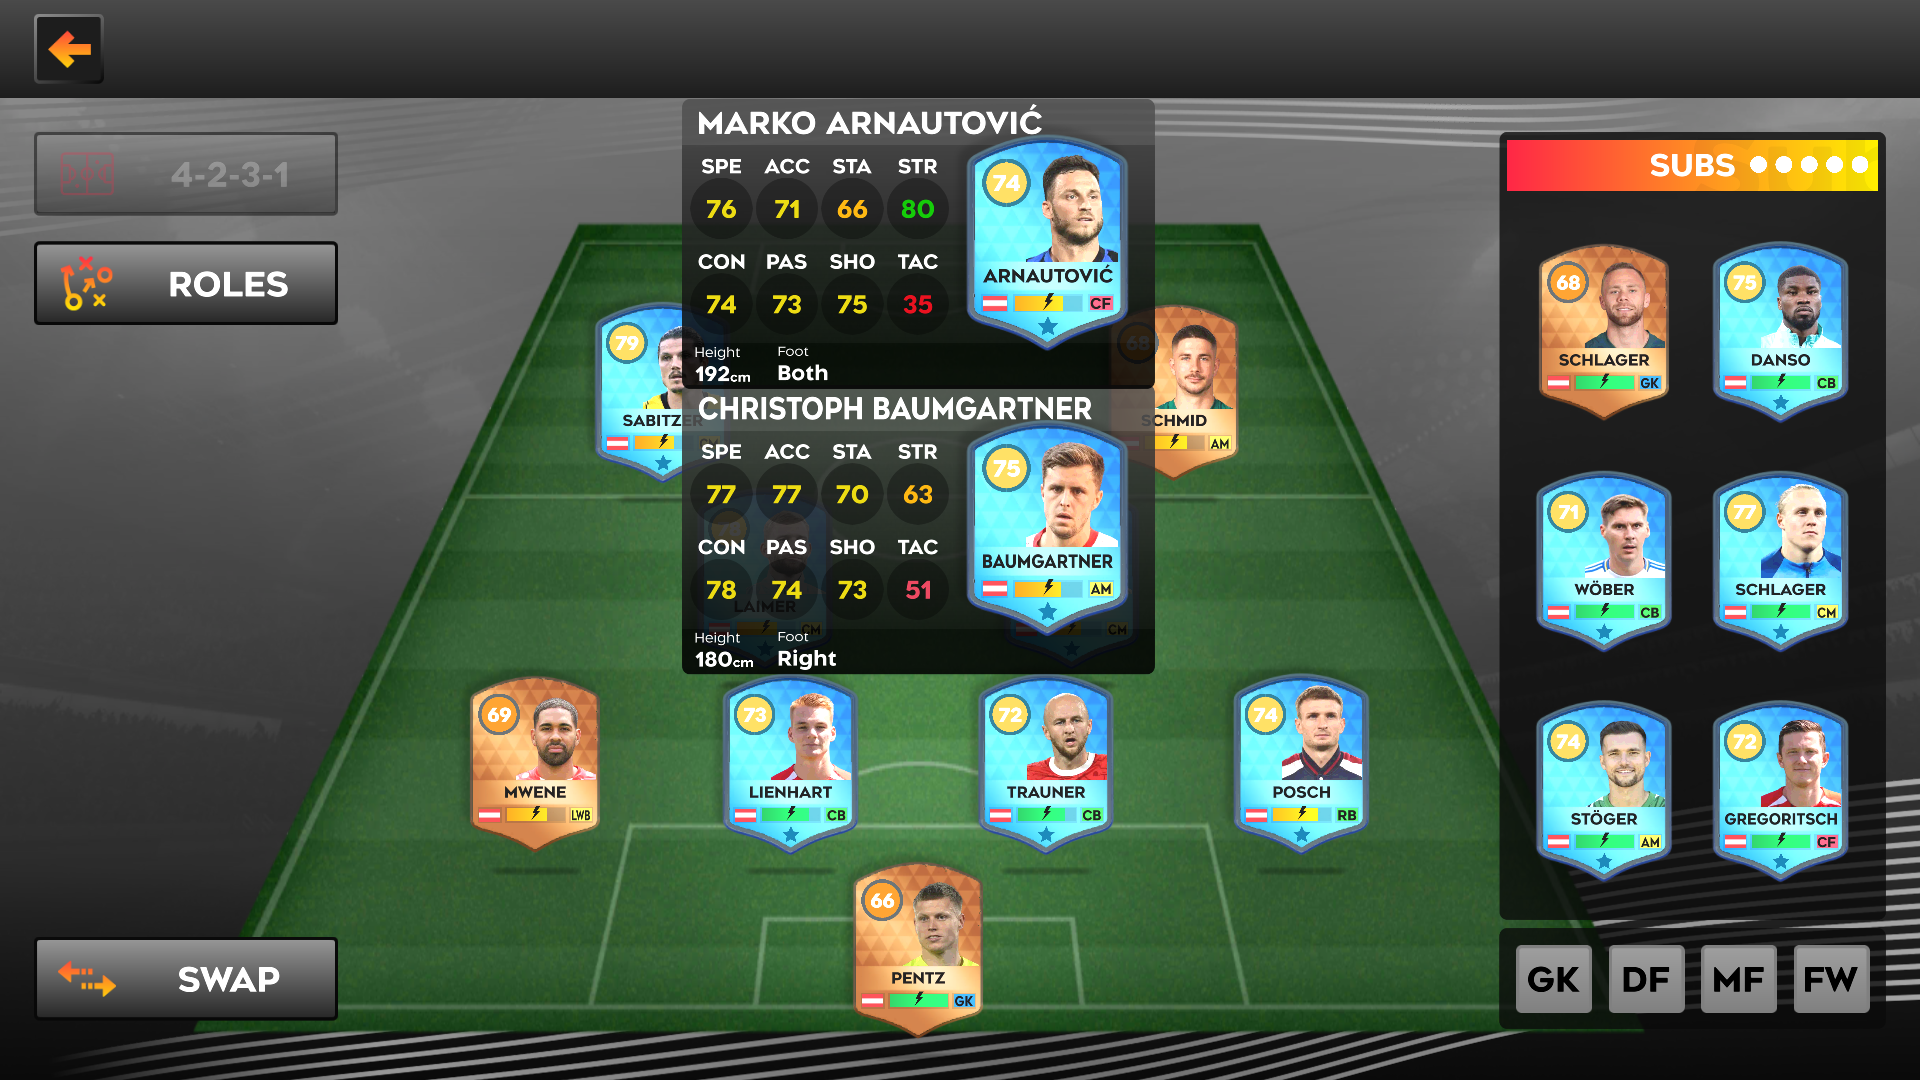 4-2-3-1
ROLES
MARKO ARNAUTOVIĆ
SPE ACC STA STR
76 71 66 80
CON PAS SHO TAC
74 73 75 35
Height Foot
192cm Both
74
ARNAUTOVIĆ
CF
CHRISTOPH BAUMGARTNER
SPE ACC STA STR
77 77 70 63
CON PAS SHO TAC
78 74 73 51
Height Foot
180cm Right
75
BAUMGARTNER
AM
79
SABITZER
CM
68
SCHMID
AM
LAIMER
CM
CM
69
MWENE
LWB
73
LIENHART
CB
72
TRAUNER
CB
74
POSCH
RB
66
PENTZ
GK
SWAP
SUBS
68
SCHLAGER
GK
75
DANSO
CB
71
WÖBER
CB
77
SCHLAGER
CM
74
STÖGER
AM
72
GREGORITSCH
CF
GK DF MF FW